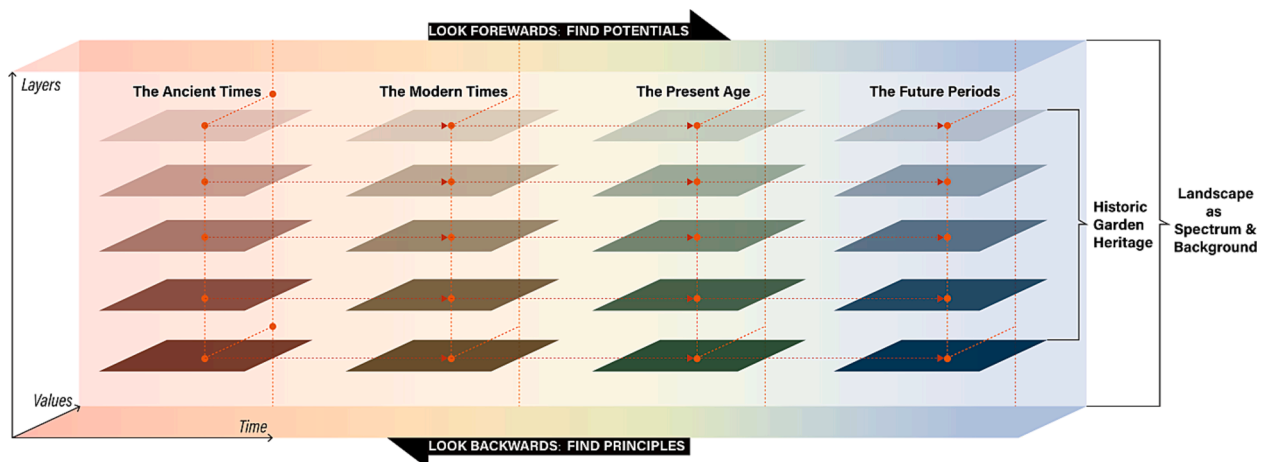 LOOK FOREWARDS: FIND POTENTIALS
Layers
The Ancient Times
The Modern Times
The Present Age
The Future Periods
Historic
Garden
Heritage
Landscape
as
Spectrum &
Background
Values
Time
LOOK BACKWARDS: FIND PRINCIPLES